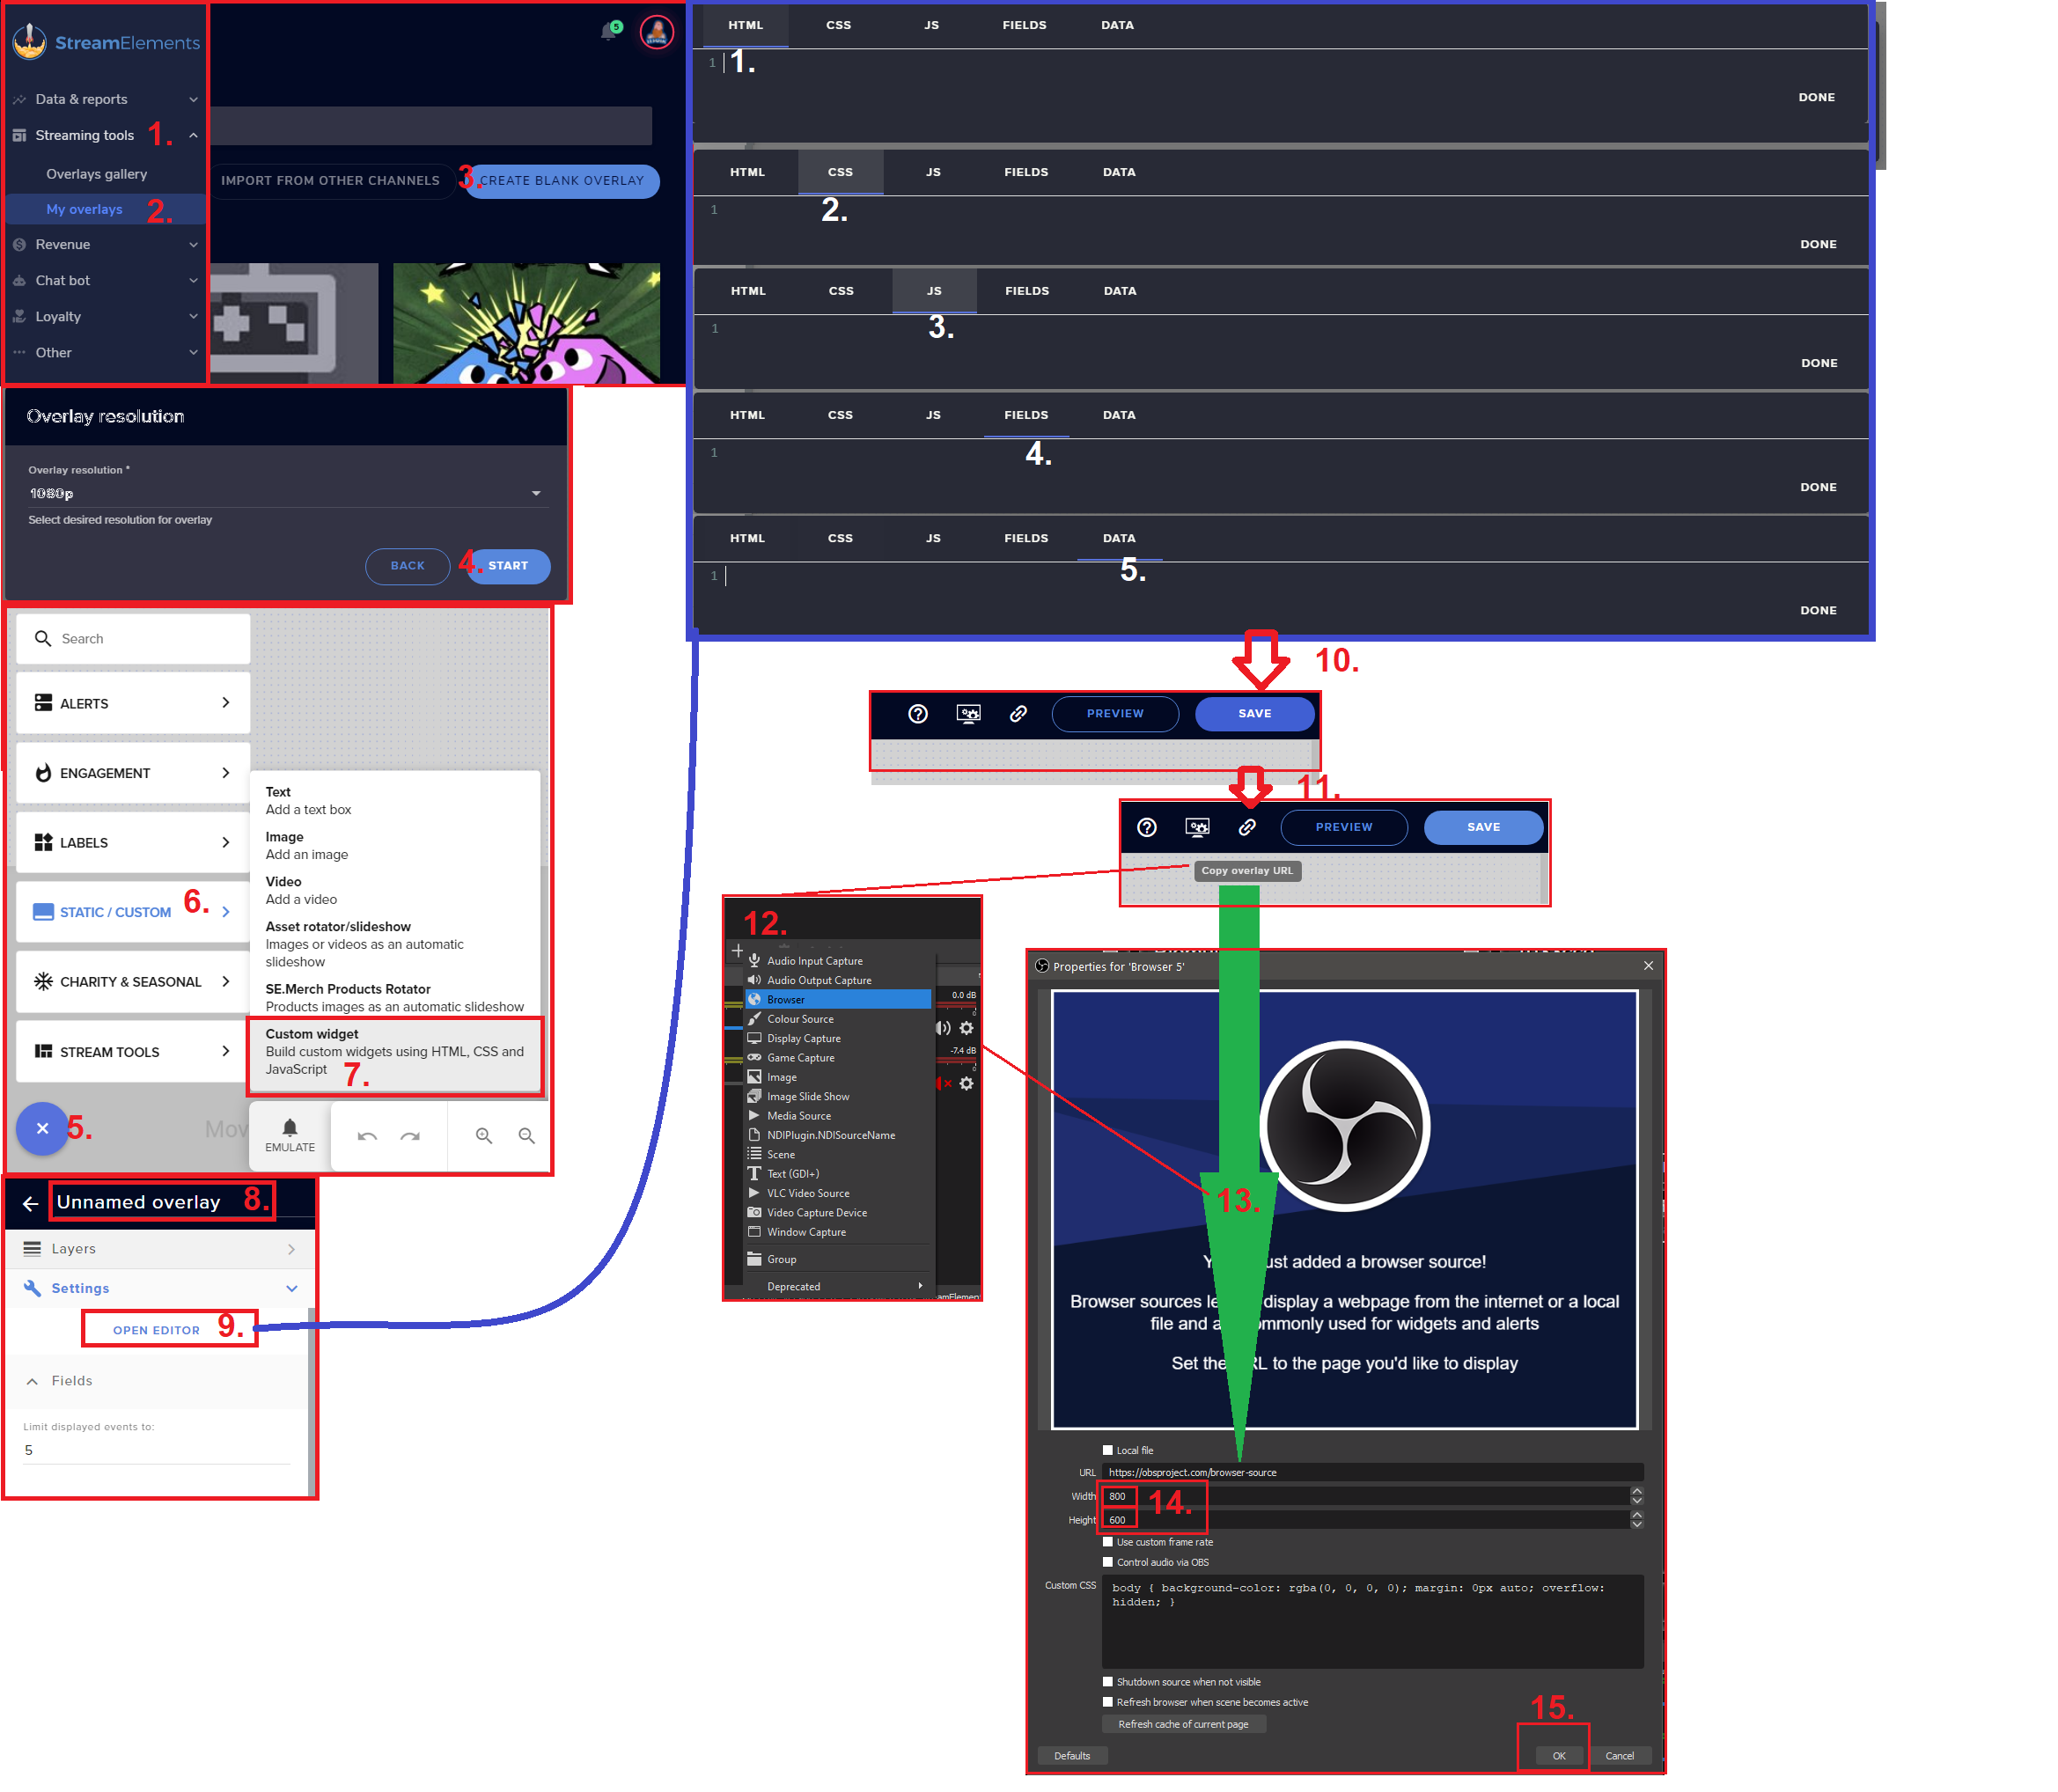 StreamElements
5
Data & reports
Streaming tools 1.
Overlays gallery
My overlays 2.
Revenue
Chat bot
Loyalty
Other
IMPORT FROM OTHER CHANNELS
3. CREATE BLANK OVERLAY
Overlay resolution
Overlay resolution *
1080p
Select desired resolution for overlay
BACK 4. START
Search
ALERTS
ENGAGEMENT
LABELS
STATIC / CUSTOM 6.
CHARITY & SEASONAL
STREAM TOOLS
5.
Text
Add a text box
Image
Add an image
Video
Add a video
Asset rotator/slideshow
Images or videos as an automatic
slideshow
SE.Merch Products Rotator
Products images as an automatic slideshow
Custom widget
Build custom widgets using HTML, CSS and
JavaScript 7.
Mov
EMULATE
Unnamed overlay 8.
Layers
Settings
OPEN EDITOR 9.
Fields
Limit displayed events to:
5
HTML CSS JS FIELDS DATA
1 1.
DONE
HTML CSS JS FIELDS DATA
1 2.
DONE
HTML CSS JS FIELDS DATA
1 3.
DONE
HTML CSS JS FIELDS DATA
1 4.
DONE
HTML CSS JS FIELDS DATA
1 5.
DONE
10.
PREVIEW SAVE
11.
PREVIEW SAVE
Copy overlay URL
12.
Audio Input Capture
Audio Output Capture
Browser
Colour Source
Display Capture
Game Capture
Image
Image Slide Show
Media Source
NDIPlugin.NDISourceName
Scene
Text (GDI+)
VLC Video Source
Video Capture Device
Window Capture
Group
Deprecated
0.0 dB
-7.4 dB
reamElement
Properties for 'Browser 5'
13.
Y ust added a browser source!
Browser sources le display a webpage from the internet or a local
file and a ommonly used for widgets and alerts
Set the RL to the page you'd like to display
Local file
URL https://obsproject.com/browser-source
Width 800 14.
Height 600
Use custom frame rate
Control audio via OBS
Custom CSS body { background-color: rgba(0, 0, 0, 0); margin: 0px auto; overflow:
hidden; }
Shutdown source when not visible
Refresh browser when scene becomes active
Refresh cache of current page
15.
Defaults OK Cancel